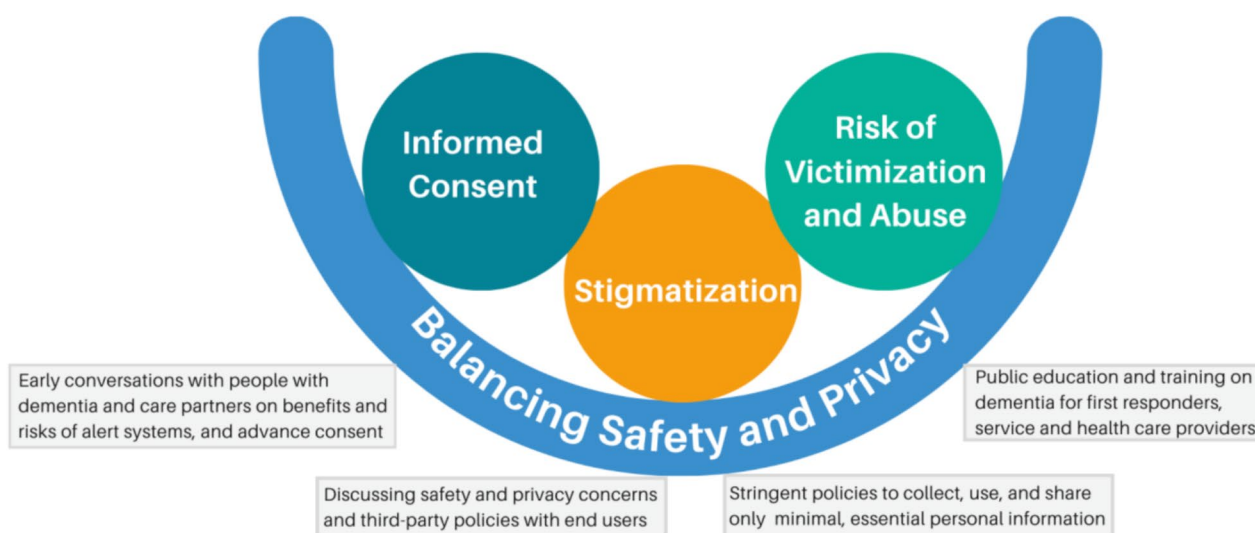 Informed
Consent
Stigmatization
Risk of
Victimization
and Abuse
Balancing Safety and Privacy
Early conversations with people with
dementia and care partners on benefits and
risks of alert systems, and advance consent
Discussing safety and privacy concerns
and third-party policies with end users
Stringent policies to collect, use, and share
only minimal, essential personal information
Public education and training on
dementia for first responders,
service and health care providers